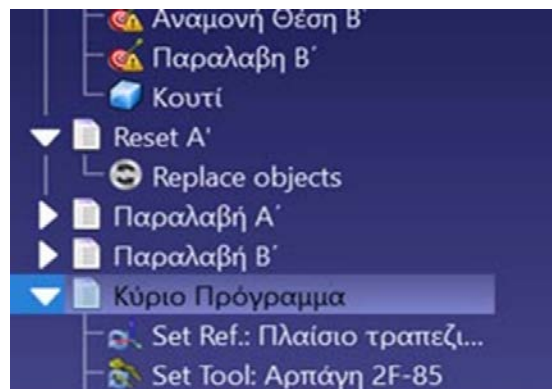 Αναμονή Θέση Β΄
Παραλαβη Β΄
Κουτί
Reset A'
Replace objects
Παραλαβή Α΄
Παραλαβή Β΄
Κύριο Πρόγραμμα
Set Ref.: Πλαίσιο τραπεζι...
Set Tool: Αρπάγη 2F-85